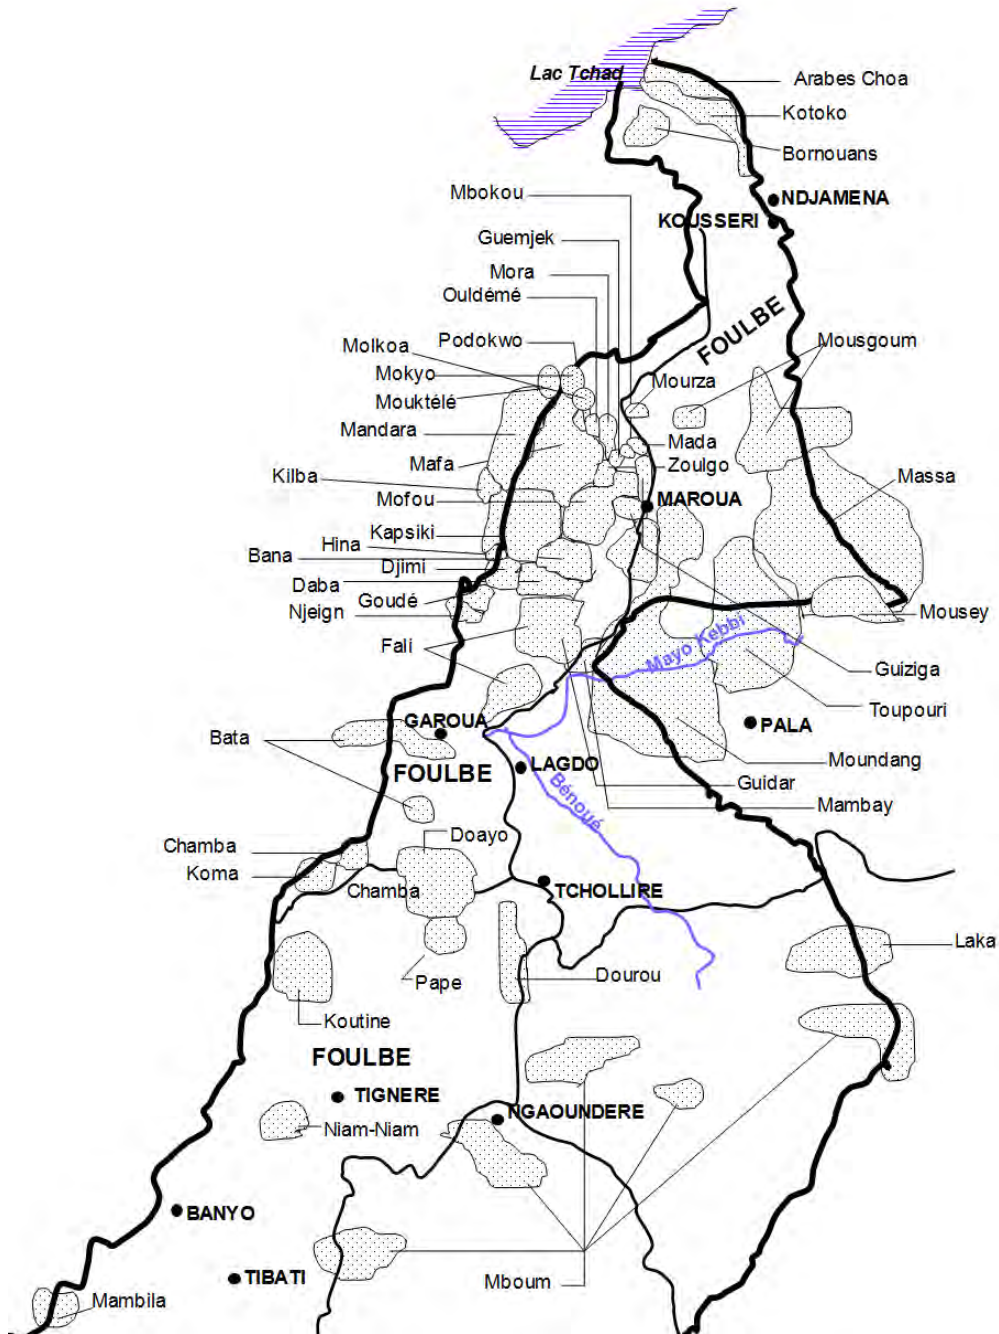 Lac Tchad
Arabes Choa
Kotoko
Bornouans
Mbokou
NDJAMENA
KOUSSERI
Guemjek
Mora
Ouldémé
FOULBE
Podokwo
Mousgoum
Molkoa
Mokyo
Mourza
Mouktélé
Mandara
Mada
Mafa
Zoulgo
Kilba
Massa
Mofou
MAROUA
Kapsiki
Hina
Bana
Djimi
Daba
Goudé
Njeign
Mousey
Fali
Mayo Kebbi
Guiziga
Toupouri
GAROUA
PALA
Bata
Moundang
FOULBE
LAGDO
Guidar
Bénoué
Mambay
Doayo
Chamba
Koma
Chamba
TCHOLLIRE
Laka
Pape
Dourou
Koutine
FOULBE
TIGNERE
NGAOUNDERE
Niam-Niam
BANYO
TIBATI
Mboum
Mambila